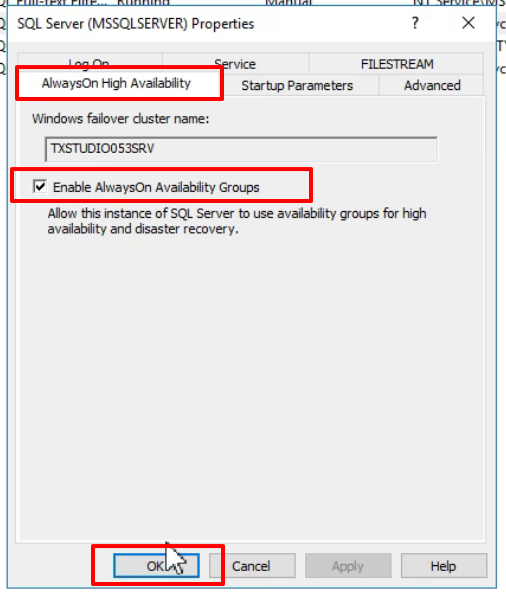 Running Manual
SQL Server (MSSQLSERVER) Properties ? X
Log On Service FILESTREAM
AlwaysOn High Availability Startup Parameters Advanced
Windows failover cluster name:
TXSTUDIO053SRV
Enable AlwaysOn Availability Groups
Allow this instance of SQL Server to use availability groups for high
availability and disaster recovery.
OK Cancel Apply Help